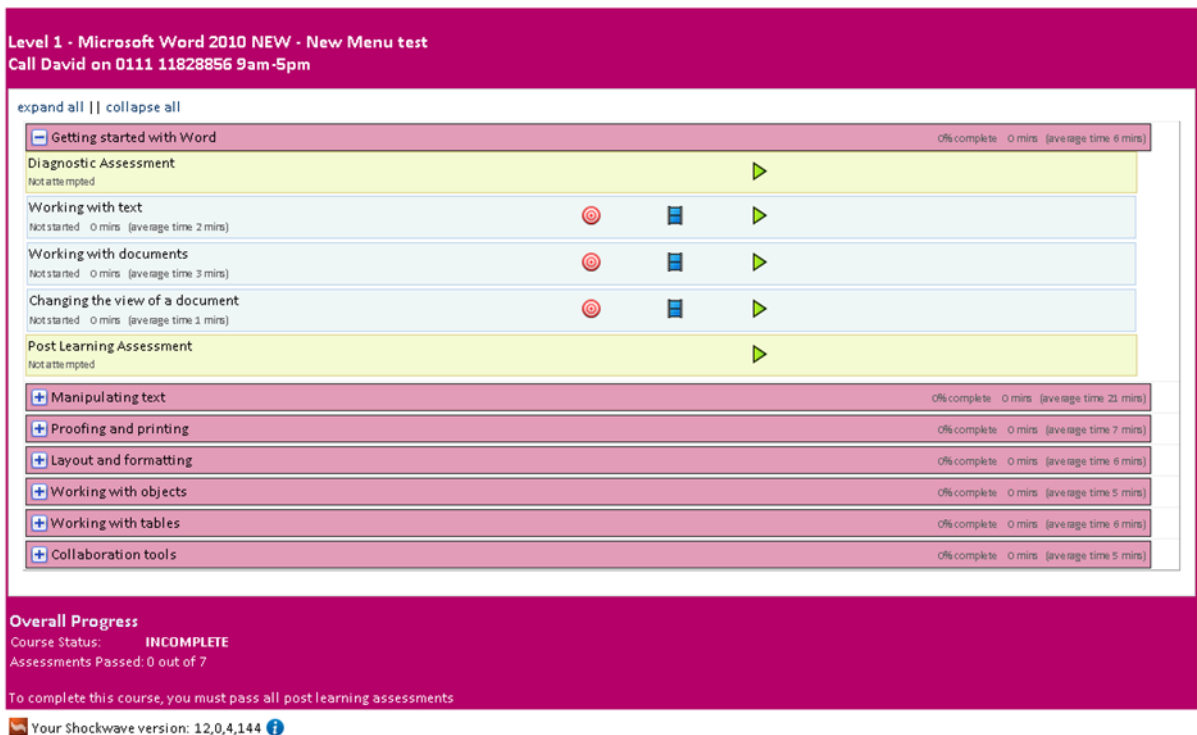 Level 1 - Microsoft Word 2010 NEW - New Menu test
Call David on 0111 11828856 9am-5pm
expand all || collapse all
Getting started with Word 0% complete 0 mins (average time 6 mins)
Diagnostic Assessment
Not attempted
Working with text
Not started 0 mins (average time 2 mins)
Working with documents
Not started 0 mins (average time 3 mins)
Changing the view of a document
Not started 0 mins (average time 1 mins)
Post Learning Assessment
Not attempted
Manipulating text 0% complete 0 mins (average time 21 mins)
Proofing and printing 0% complete 0 mins (average time 7 mins)
Layout and formatting 0% complete 0 mins (average time 6 mins)
Working with objects 0% complete 0 mins (average time 5 mins)
Working with tables 0% complete 0 mins (average time 6 mins)
Collaboration tools 0% complete 0 mins (average time 5 mins)
Overall Progress
Course Status: INCOMPLETE
Assessments Passed: 0 out of 7
To complete this course, you must pass all post learning assessments
Your Shockwave version: 12,0,4,144